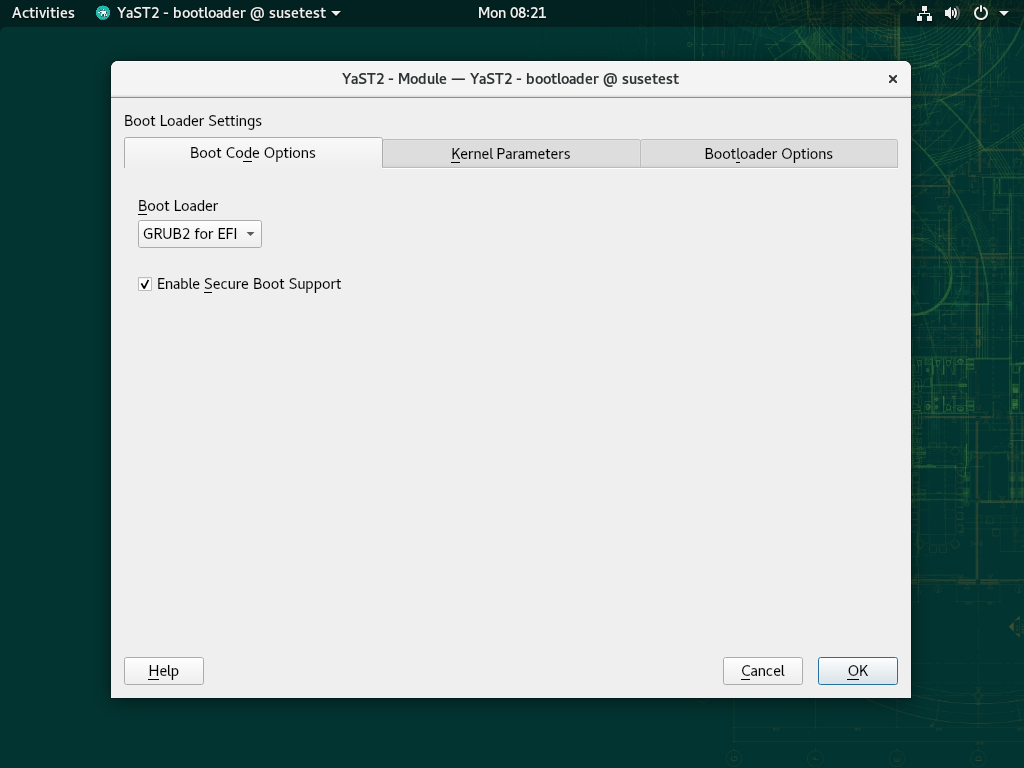 Activities YaST2 - bootloader @ susetest Mon 08:21
YaST2 - Module — YaST2 - bootloader @ susetest
Boot Loader Settings
Boot Code Options Kernel Parameters Bootloader Options
Boot Loader
GRUB2 for EFI
Enable Secure Boot Support
Help Cancel OK